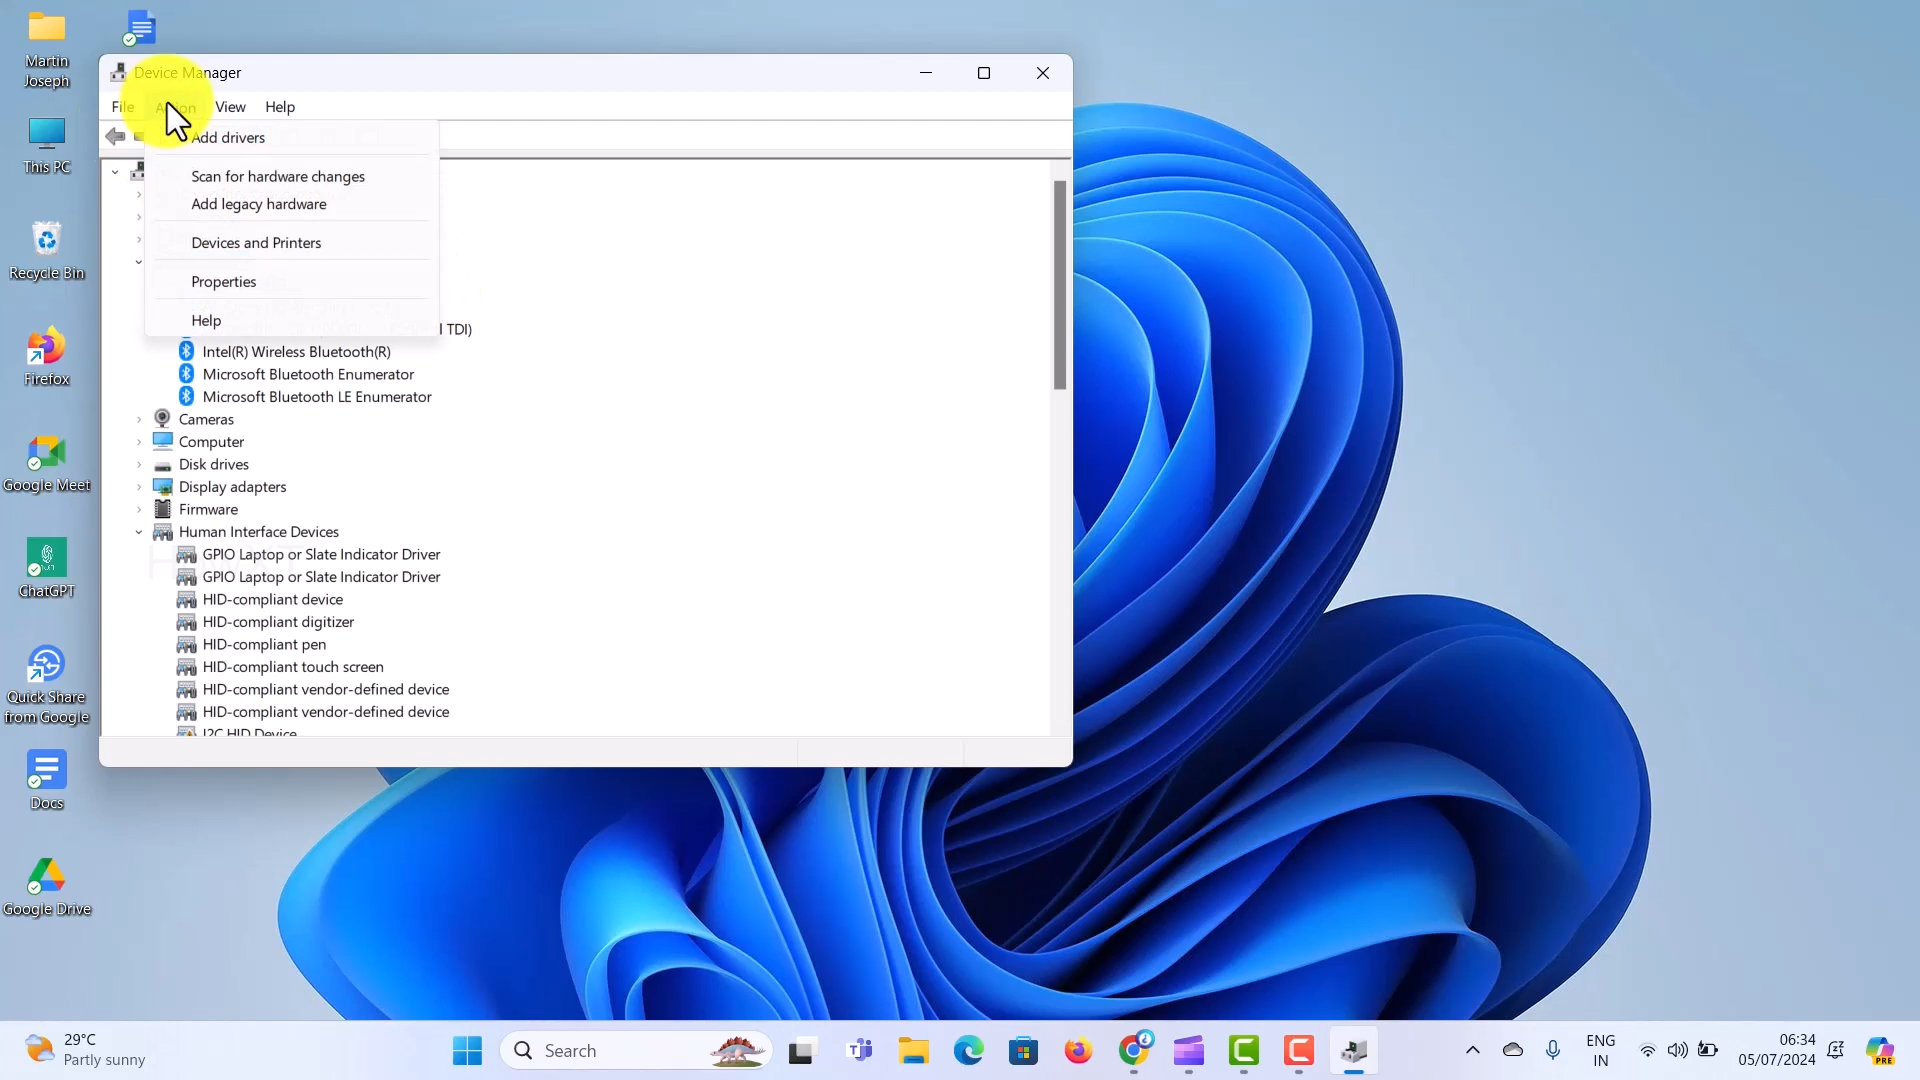 Martin
Joseph
This PC
Recycle Bin
Firefox
Google Meet
ChatGPT
Quick Share
from Google
Docs
Google Drive
Device Manager
File Action View Help
Add drivers
Scan for hardware changes
Add legacy hardware
Devices and Printers
Properties
Help
l TDI)
Intel(R) Wireless Bluetooth(R)
Microsoft Bluetooth Enumerator
Microsoft Bluetooth LE Enumerator
Cameras
Computer
Disk drives
Display adapters
Firmware
Human Interface Devices
GPIO Laptop or Slate Indicator Driver
GPIO Laptop or Slate Indicator Driver
HID-compliant device
HID-compliant digitizer
HID-compliant pen
HID-compliant touch screen
HID-compliant vendor-defined device
HID-compliant vendor-defined device
I2C HID Device
29°C
Partly sunny
Search
ENG
IN
06:34
05/07/2024
PRE